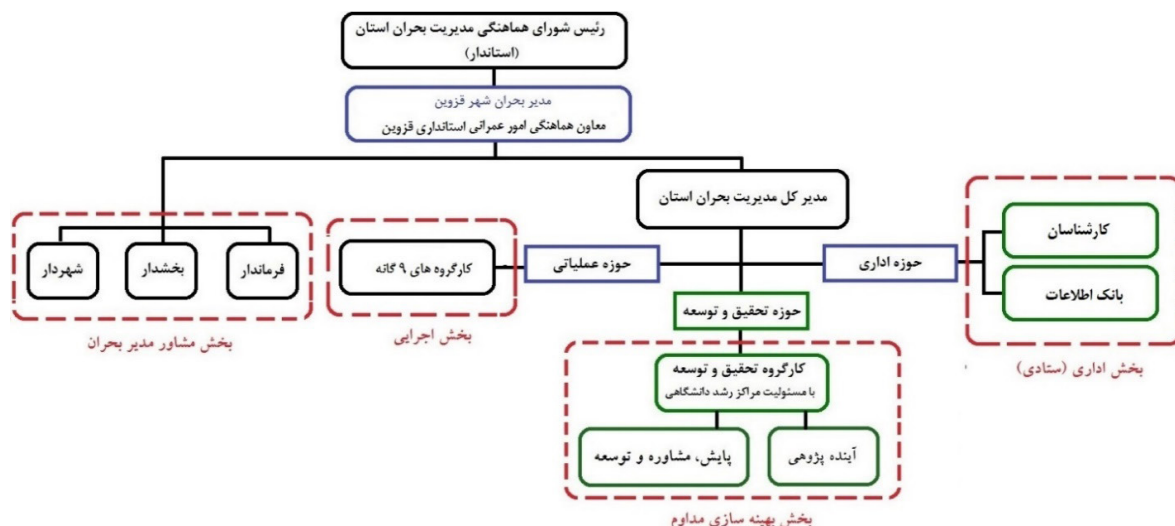 رئیس شورای هماهنگی مدیریت بحران استان
(استاندار)
مدیر بحران شهر قزوین
معاون هماهنگی امور عمرانی استانداری قزوین
مدیر کل مدیریت بحران استان
حوزه اداری
حوزه عملیاتی
کارشناسان
بانک اطلاعات
بخش اداری (ستادی)
کارگروه های ۹ گانه
بخش اجرایی
فرماندار
بخشدار
شهردار
بخش مشاور مدیر بحران
حوزه تحقیق و توسعه
کارگروه تحقیق و توسعه
با مسئولیت مراکز رشد دانشگاهی
آینده پژوهی
پایش، مشاوره و توسعه
بخش بهینه سازی مداوم